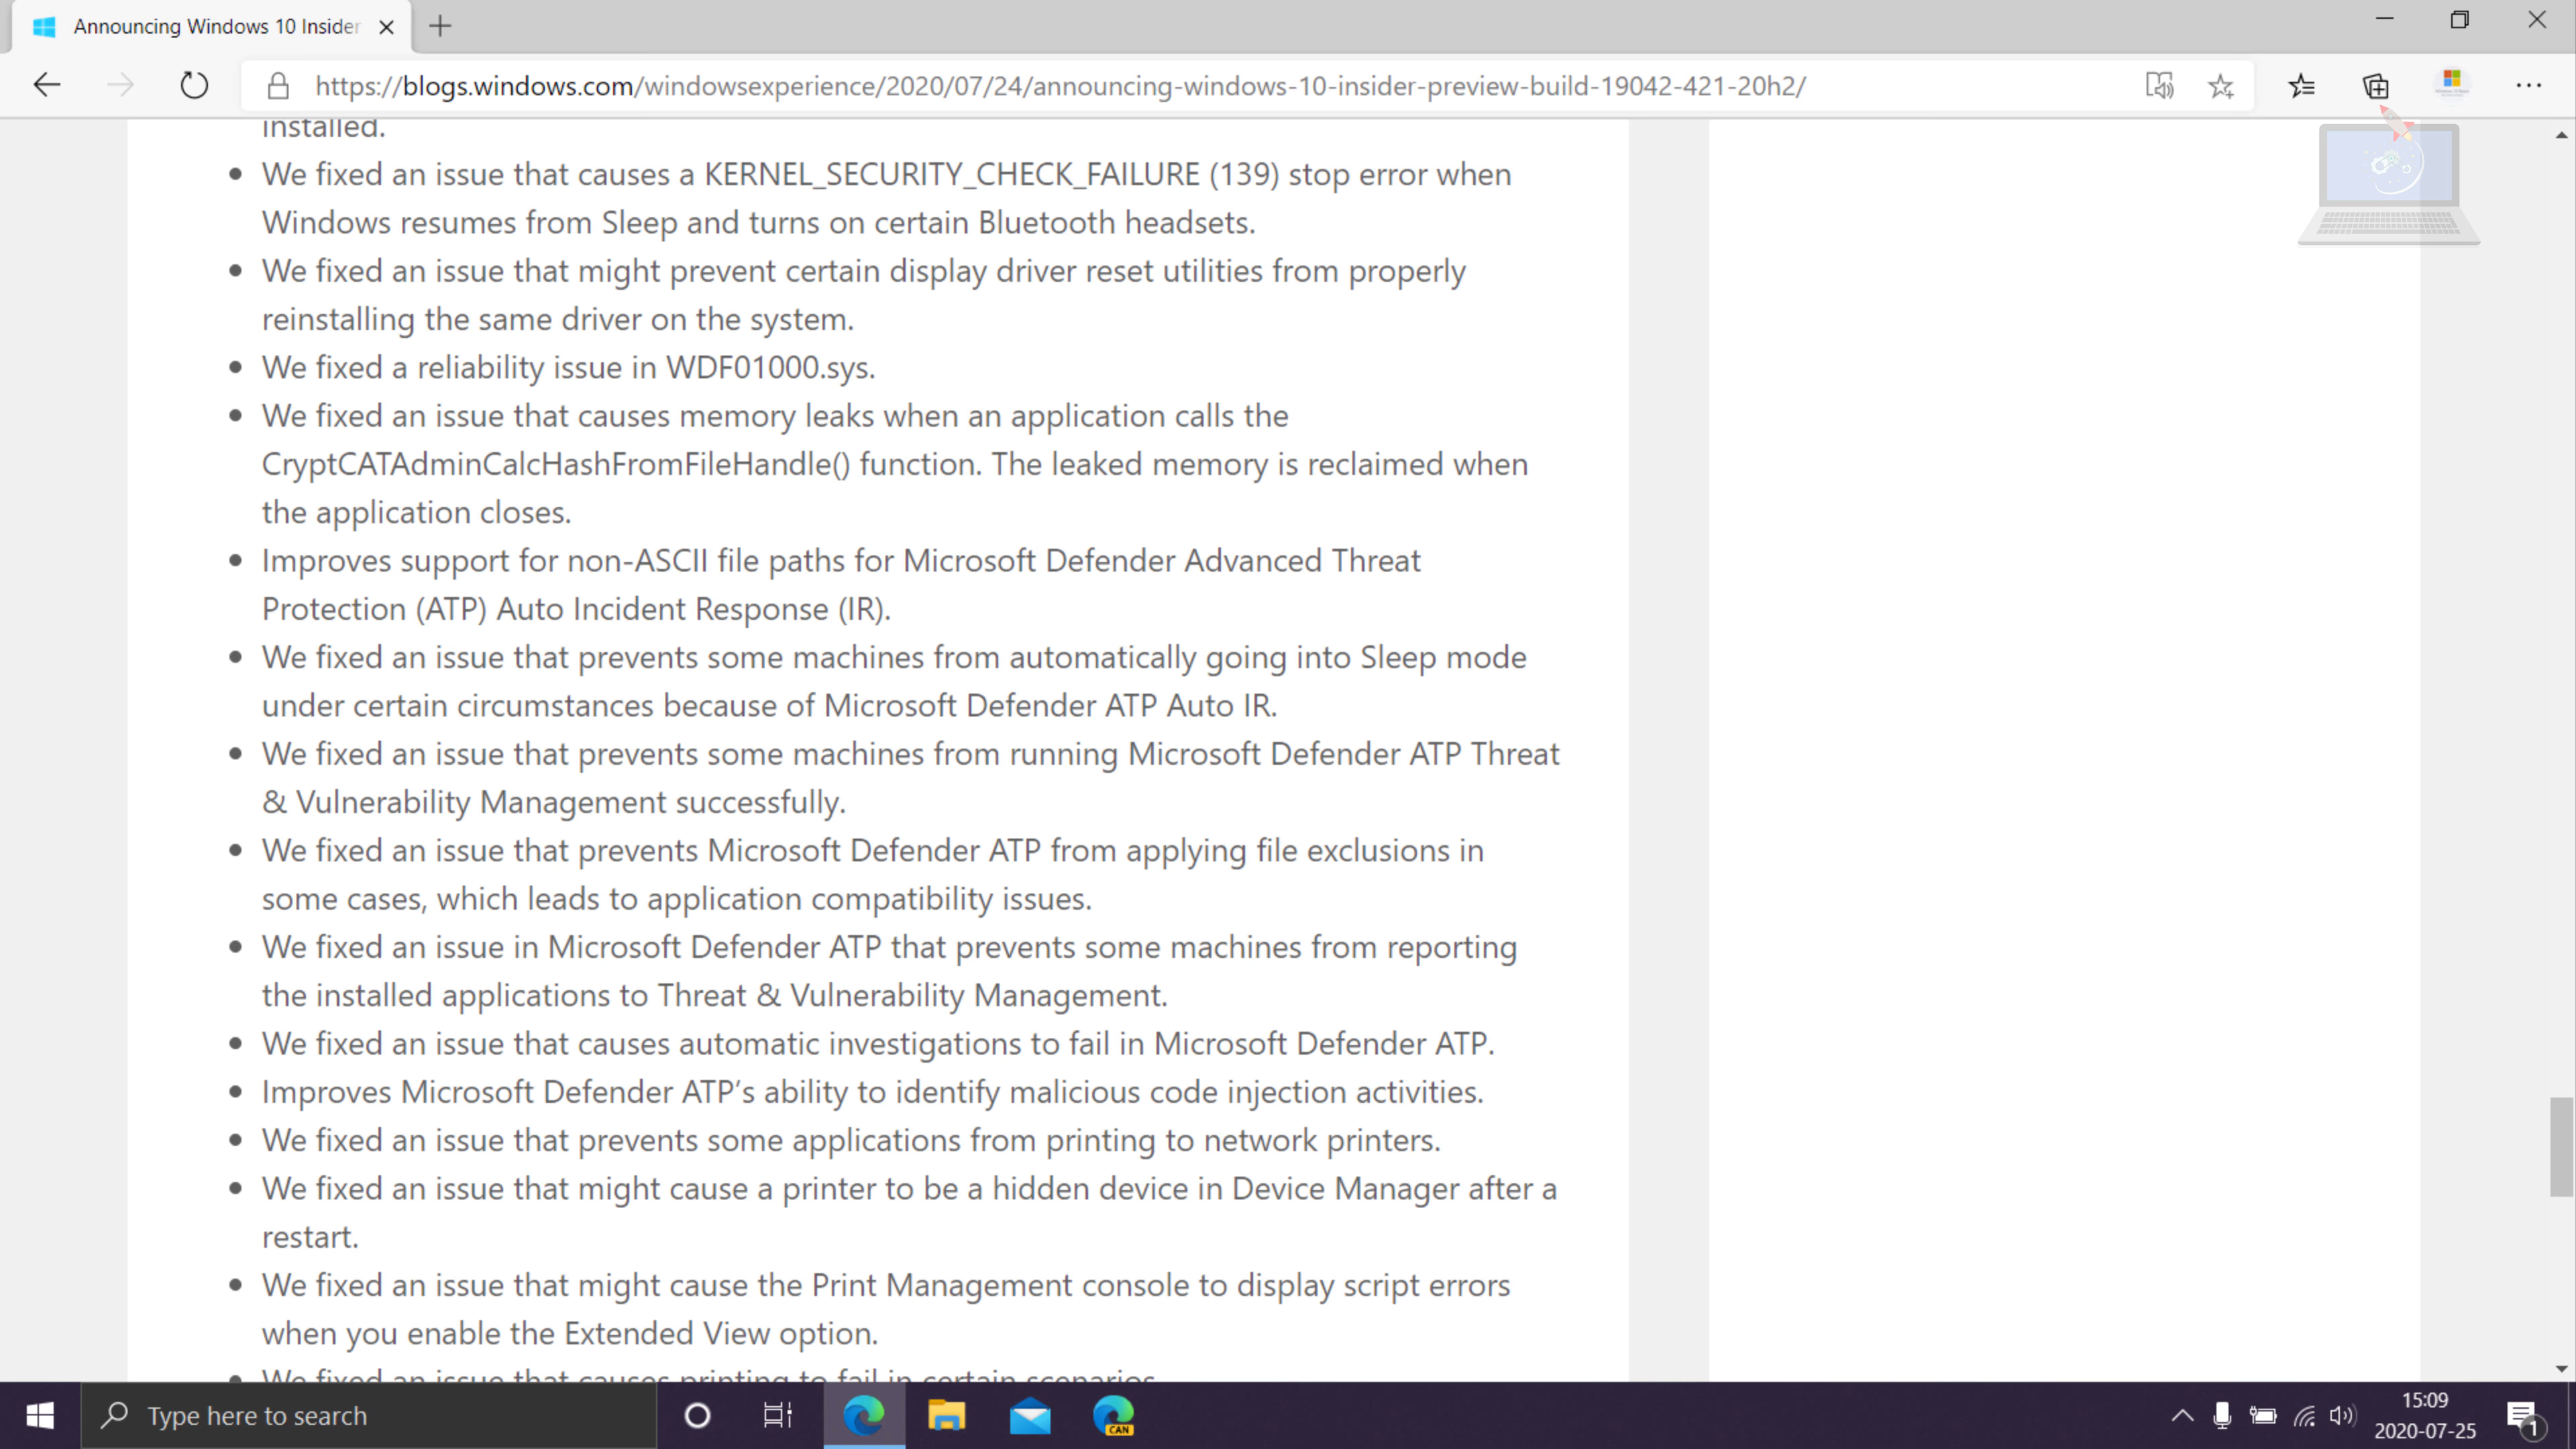 Announcing Windows 10 Insider
https://blogs.windows.com/windowsexperience/2020/07/24/announcing-windows-10-insider-preview-build-19042-421-20h2/
installed.
• We fixed an issue that causes a KERNEL_SECURITY_CHECK_FAILURE (139) stop error when
Windows resumes from Sleep and turns on certain Bluetooth headsets.
• We fixed an issue that might prevent certain display driver reset utilities from properly
reinstalling the same driver on the system.
• We fixed a reliability issue in WDF01000.sys.
• We fixed an issue that causes memory leaks when an application calls the
CryptCATAdminCalcHashFromFileHandle() function. The leaked memory is reclaimed when
the application closes.
• Improves support for non-ASCII file paths for Microsoft Defender Advanced Threat
Protection (ATP) Auto Incident Response (IR).
• We fixed an issue that prevents some machines from automatically going into Sleep mode
under certain circumstances because of Microsoft Defender ATP Auto IR.
• We fixed an issue that prevents some machines from running Microsoft Defender ATP Threat
& Vulnerability Management successfully.
• We fixed an issue that prevents Microsoft Defender ATP from applying file exclusions in
some cases, which leads to application compatibility issues.
• We fixed an issue in Microsoft Defender ATP that prevents some machines from reporting
the installed applications to Threat & Vulnerability Management.
• We fixed an issue that causes automatic investigations to fail in Microsoft Defender ATP.
• Improves Microsoft Defender ATP’s ability to identify malicious code injection activities.
• We fixed an issue that prevents some applications from printing to network printers.
• We fixed an issue that might cause a printer to be a hidden device in Device Manager after a
restart.
• We fixed an issue that might cause the Print Management console to display script errors
when you enable the Extended View option.
• We fixed an issue that causes printing to fail in certain scenarios.
Type here to search
CAN
15:09
2020-07-25
1